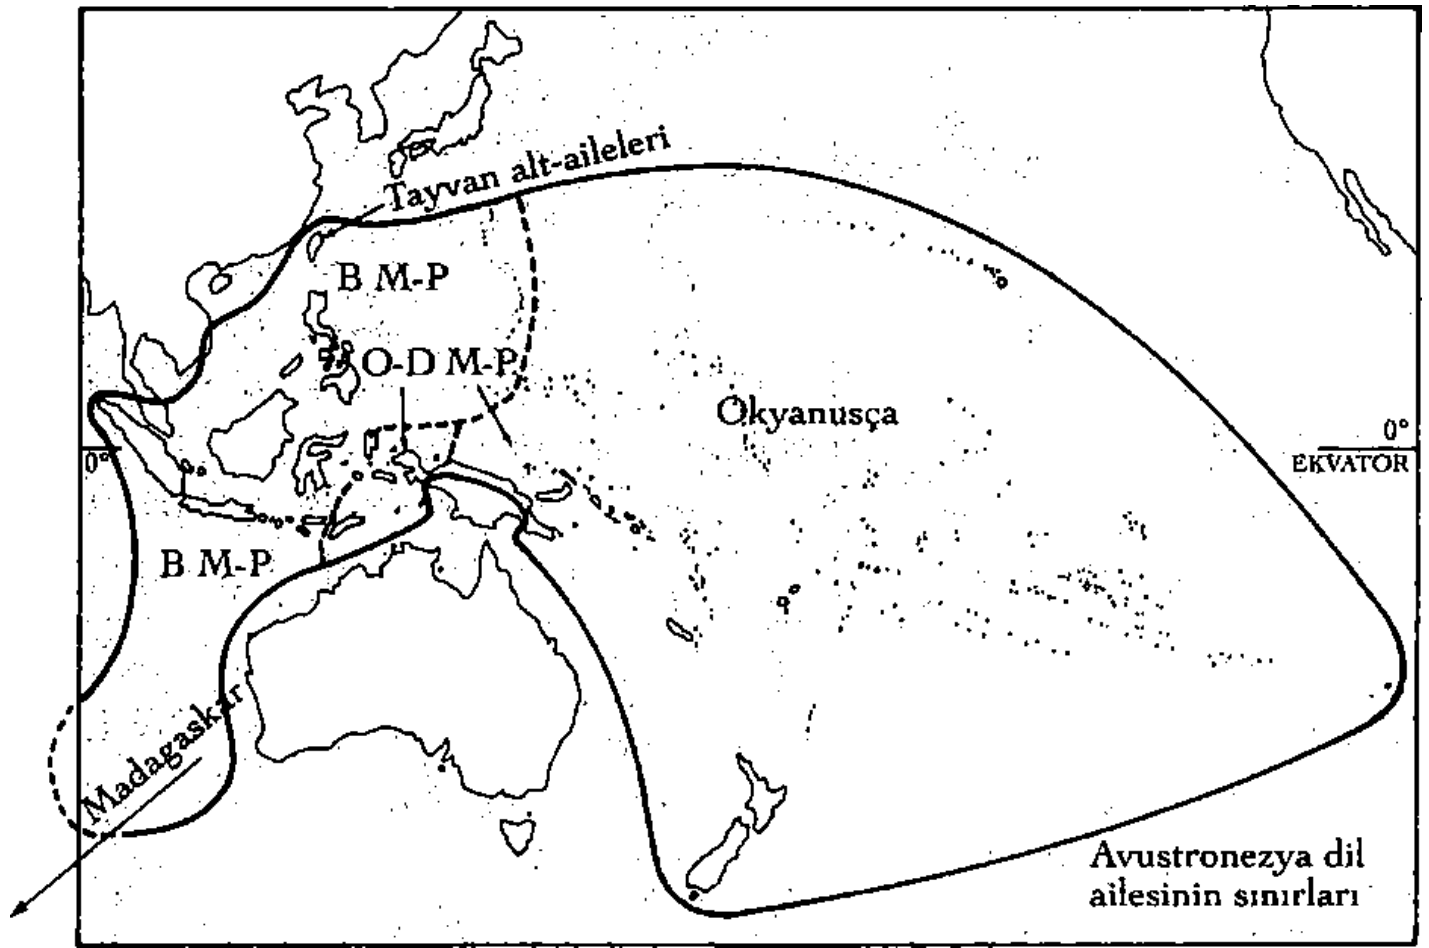 Tayvan alt-aileleri
B M-P
O-D M-P
Okyanusça
0°
EKVATOR
0°
B M-P
Madagaskar
Avustronezya dil
ailesinin sınırları